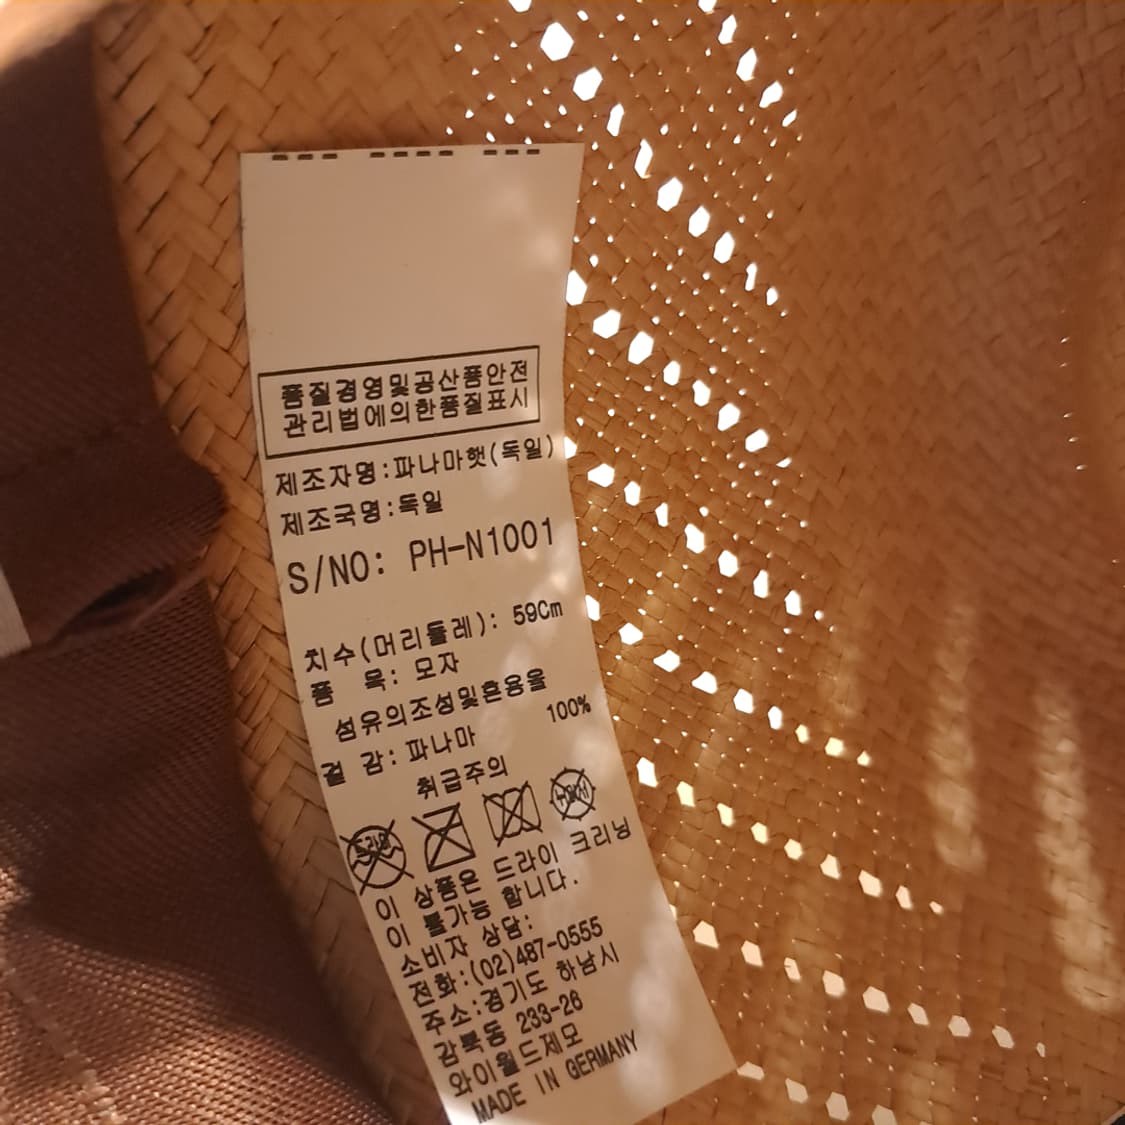 품질경영및공산품안전
관리법에의한품질표시
제조자명:파나마햇(독일)
제조국명:독일
S/NO: PH-N1001
치수(머리둘레): 59Cm
품 목: 모자
섬유의조성및혼용율
겉 감: 파나마 100%
취급주의
드라이
이 상품은 드라이 크리닝
이 불가능 합니다.
소비자 상담:
전화:(02)487-0555
주소:경기도 하남시
감북동 233-26
와이월드제모
MADE IN GERMANY